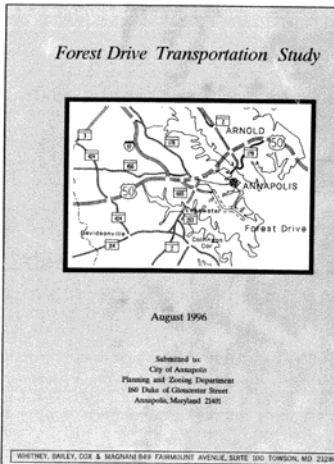 Forest Drive Transportation Study
ARNOLD
50
ANNAPOLIS
50
Edgewater
Forest Drive
Davidsonville
August 1996
Submitted to:
City of Annapolis
Planning and Zoning Department
160 Duke of Gloucester Street
Annapolis, Maryland 21401
WHITNEY, BAILEY, COX & MAGNANI 849 FAIRMOUNT AVENUE, SUITE 100 TOWSON, MD